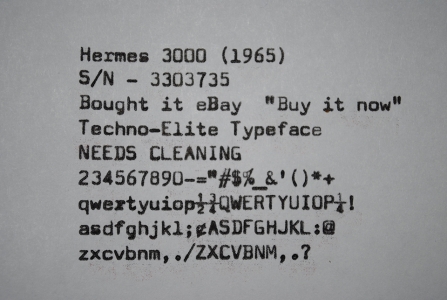 Hermes 3000 (1965)
S/N - 3303735
Bought it eBay "Buy it now"
Techno-Elite Typeface
NEEDS CLEANING
234567890-="#$%_&'()*+
qwertyuiop½¾QWERTYUIOP¼!
asdfghjkl;¢ASDFGHJKL:@
zxcvbnm,./ZXCVBNM,.?